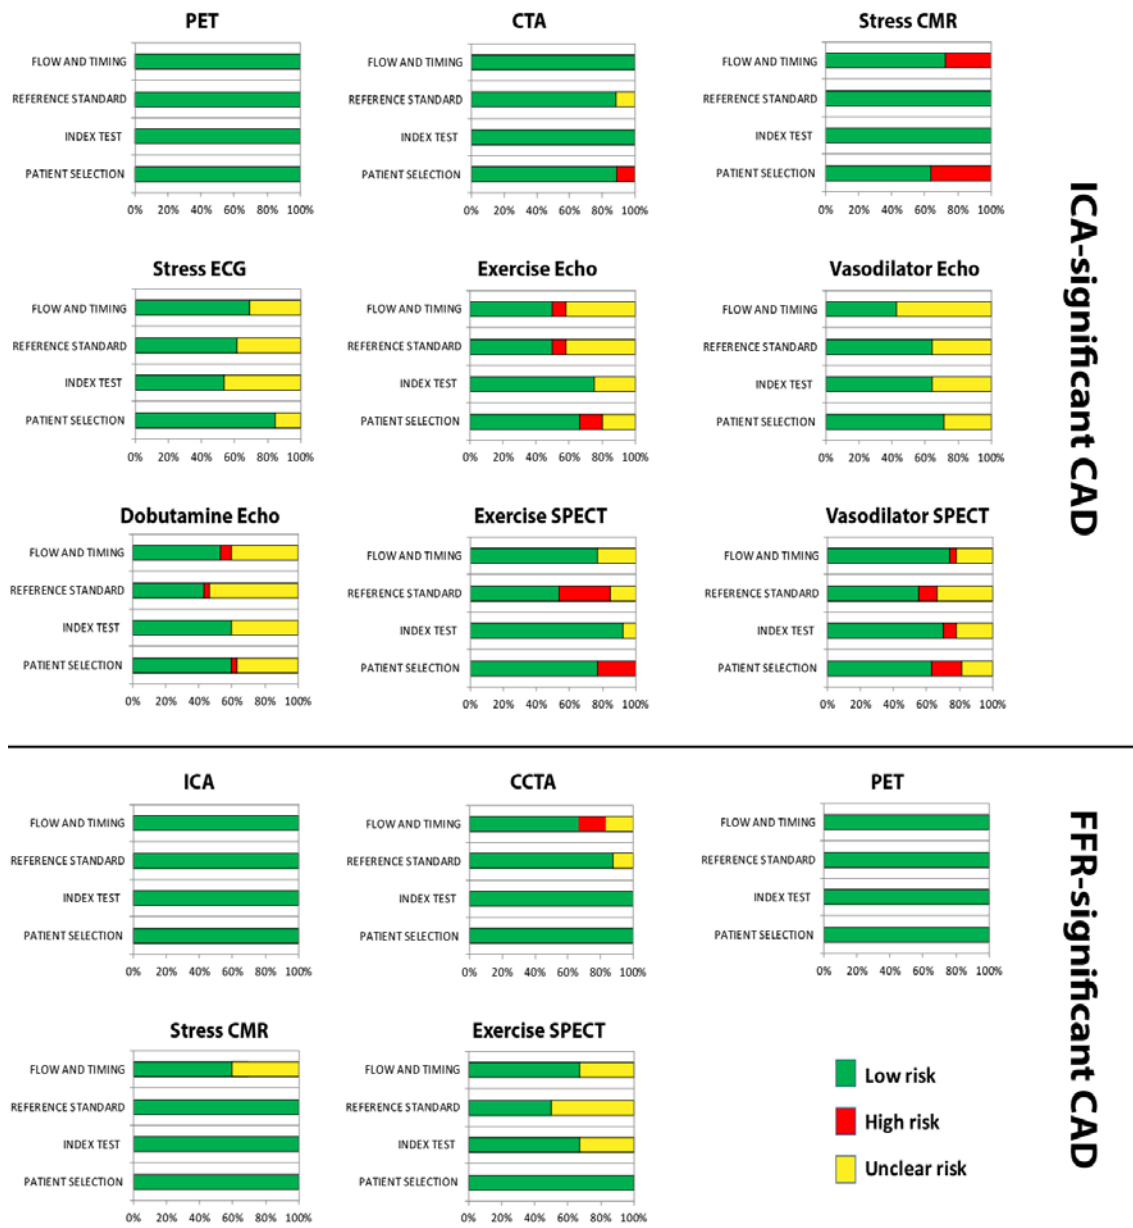 PET
FLOW AND TIMING
REFERENCE STANDARD
INDEX TEST
PATIENT SELECTION
0% 20% 40% 60% 80% 100%
CTA
FLOW AND TIMING
REFERENCE STANDARD
INDEX TEST
PATIENT SELECTION
0% 20% 40% 60% 80% 100%
Stress CMR
FLOW AND TIMING
REFERENCE STANDARD
INDEX TEST
PATIENT SELECTION
0% 20% 40% 60% 80% 100%
Stress ECG
FLOW AND TIMING
REFERENCE STANDARD
INDEX TEST
PATIENT SELECTION
0% 20% 40% 60% 80% 100%
Exercise Echo
FLOW AND TIMING
REFERENCE STANDARD
INDEX TEST
PATIENT SELECTION
0% 20% 40% 60% 80% 100%
Vasodilator Echo
FLOW AND TIMING
REFERENCE STANDARD
INDEX TEST
PATIENT SELECTION
0% 20% 40% 60% 80% 100%
Dobutamine Echo
FLOW AND TIMING
REFERENCE STANDARD
INDEX TEST
PATIENT SELECTION
0% 20% 40% 60% 80% 100%
Exercise SPECT
FLOW AND TIMING
REFERENCE STANDARD
INDEX TEST
PATIENT SELECTION
0% 20% 40% 60% 80% 100%
Vasodilator SPECT
FLOW AND TIMING
REFERENCE STANDARD
INDEX TEST
PATIENT SELECTION
0% 20% 40% 60% 80% 100%
ICA-significant CAD
ICA
FLOW AND TIMING
REFERENCE STANDARD
INDEX TEST
PATIENT SELECTION
0% 20% 40% 60% 80% 100%
CCTA
FLOW AND TIMING
REFERENCE STANDARD
INDEX TEST
PATIENT SELECTION
0% 20% 40% 60% 80% 100%
PET
FLOW AND TIMING
REFERENCE STANDARD
INDEX TEST
PATIENT SELECTION
0% 20% 40% 60% 80% 100%
Stress CMR
FLOW AND TIMING
REFERENCE STANDARD
INDEX TEST
PATIENT SELECTION
0% 20% 40% 60% 80% 100%
Exercise SPECT
FLOW AND TIMING
REFERENCE STANDARD
INDEX TEST
PATIENT SELECTION
0% 20% 40% 60% 80% 100%
Low risk
High risk
Unclear risk
FFR-significant CAD